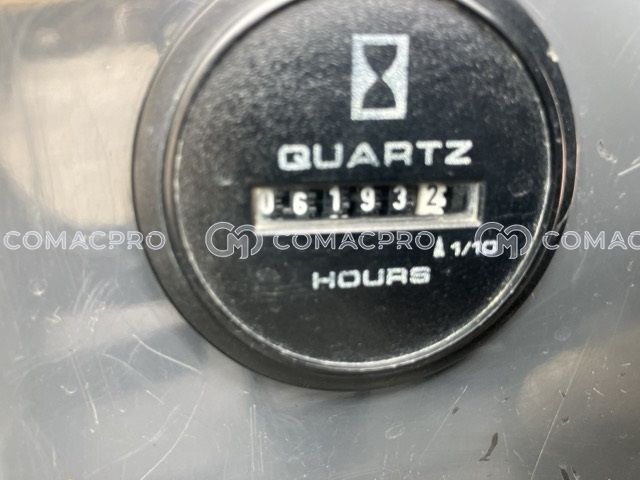 QUARTZ
061932
COMACPRO COMACPRO COMACPRO
1/10
HOURS